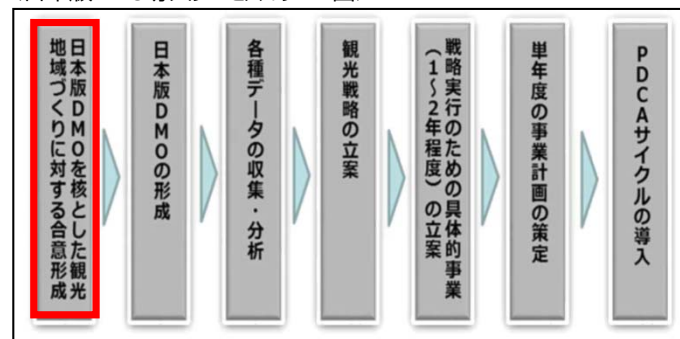 日本版DMOを核とした観光
地域づくりに対する合意形成
日本版DMOの形成
各種データの収集・分析
観光戦略の立案
戦略実行のための具体的事業
(1~2年程度)の立案
単年度の事業計画の策定
PDCAサイクルの導入